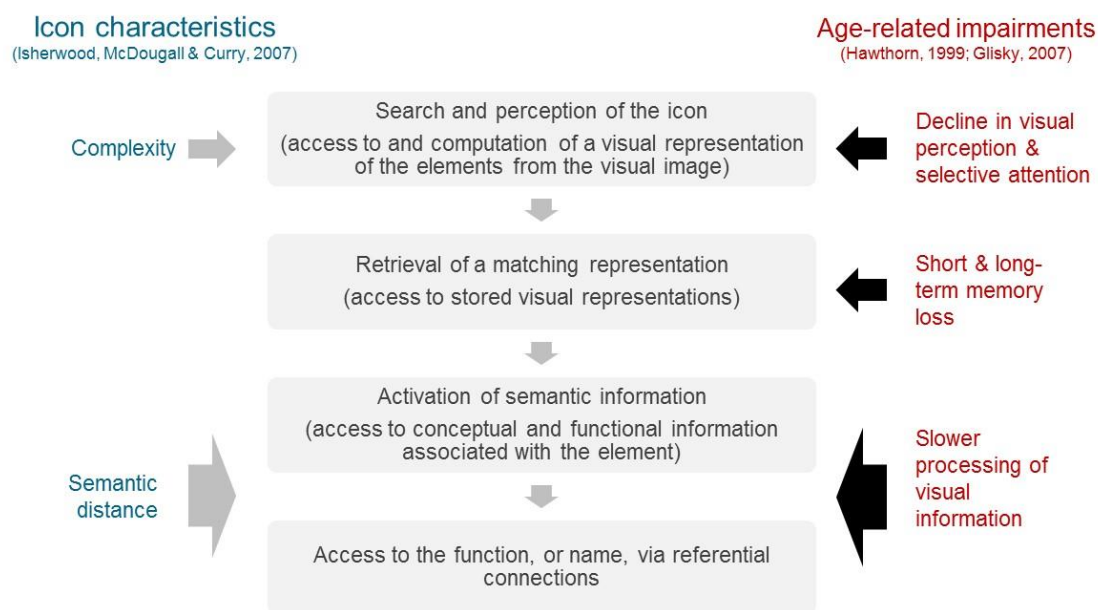 Icon characteristics
(Isherwood, McDougall & Curry, 2007)
Age-related impairments
(Hawthorn, 1999; Glisky, 2007)
Complexity
Search and perception of the icon
(access to and computation of a visual representation
of the elements from the visual image)
Decline in visual
perception &
selective attention
Retrieval of a matching representation
(access to stored visual representations)
Short & long-
term memory
loss
Activation of semantic information
(access to conceptual and functional information
associated with the element)
Semantic
distance
Slower
processing of
visual
information
Access to the function, or name, via referential
connections